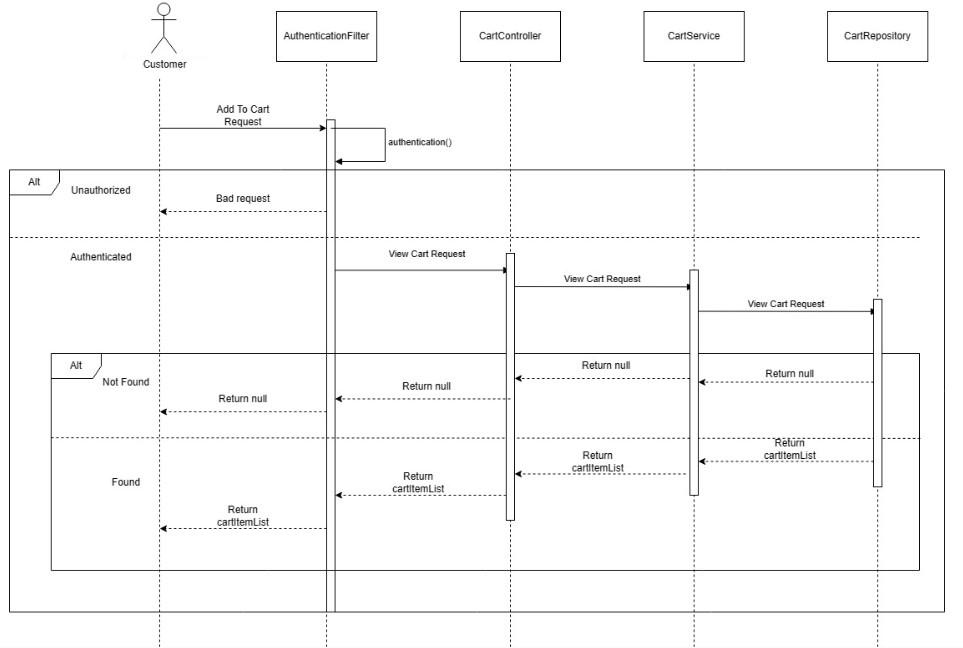 Customer
AuthenticationFilter
CartController
CartService
CartRepository
Add To Cart
Request
authentication()
Alt
Unauthorized
Bad request
Authenticated
View Cart Request
View Cart Request
View Cart Request
Alt
Not Found
Return null
Return null
Return null
Return null
Return
cartItemList
Return
cartItemList
Found
Return
cartItemList
Return
cartItemList